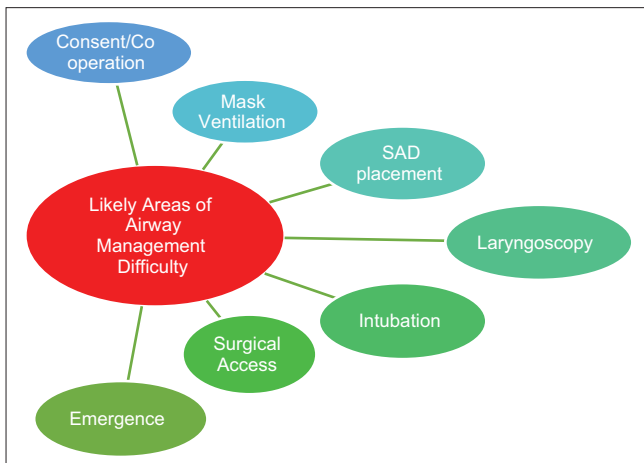 Consent/Co
operation
Mask
Ventilation
SAD
placement
Likely Areas of
Airway
Management
Difficulty
Laryngoscopy
Intubation
Surgical
Access
Emergence